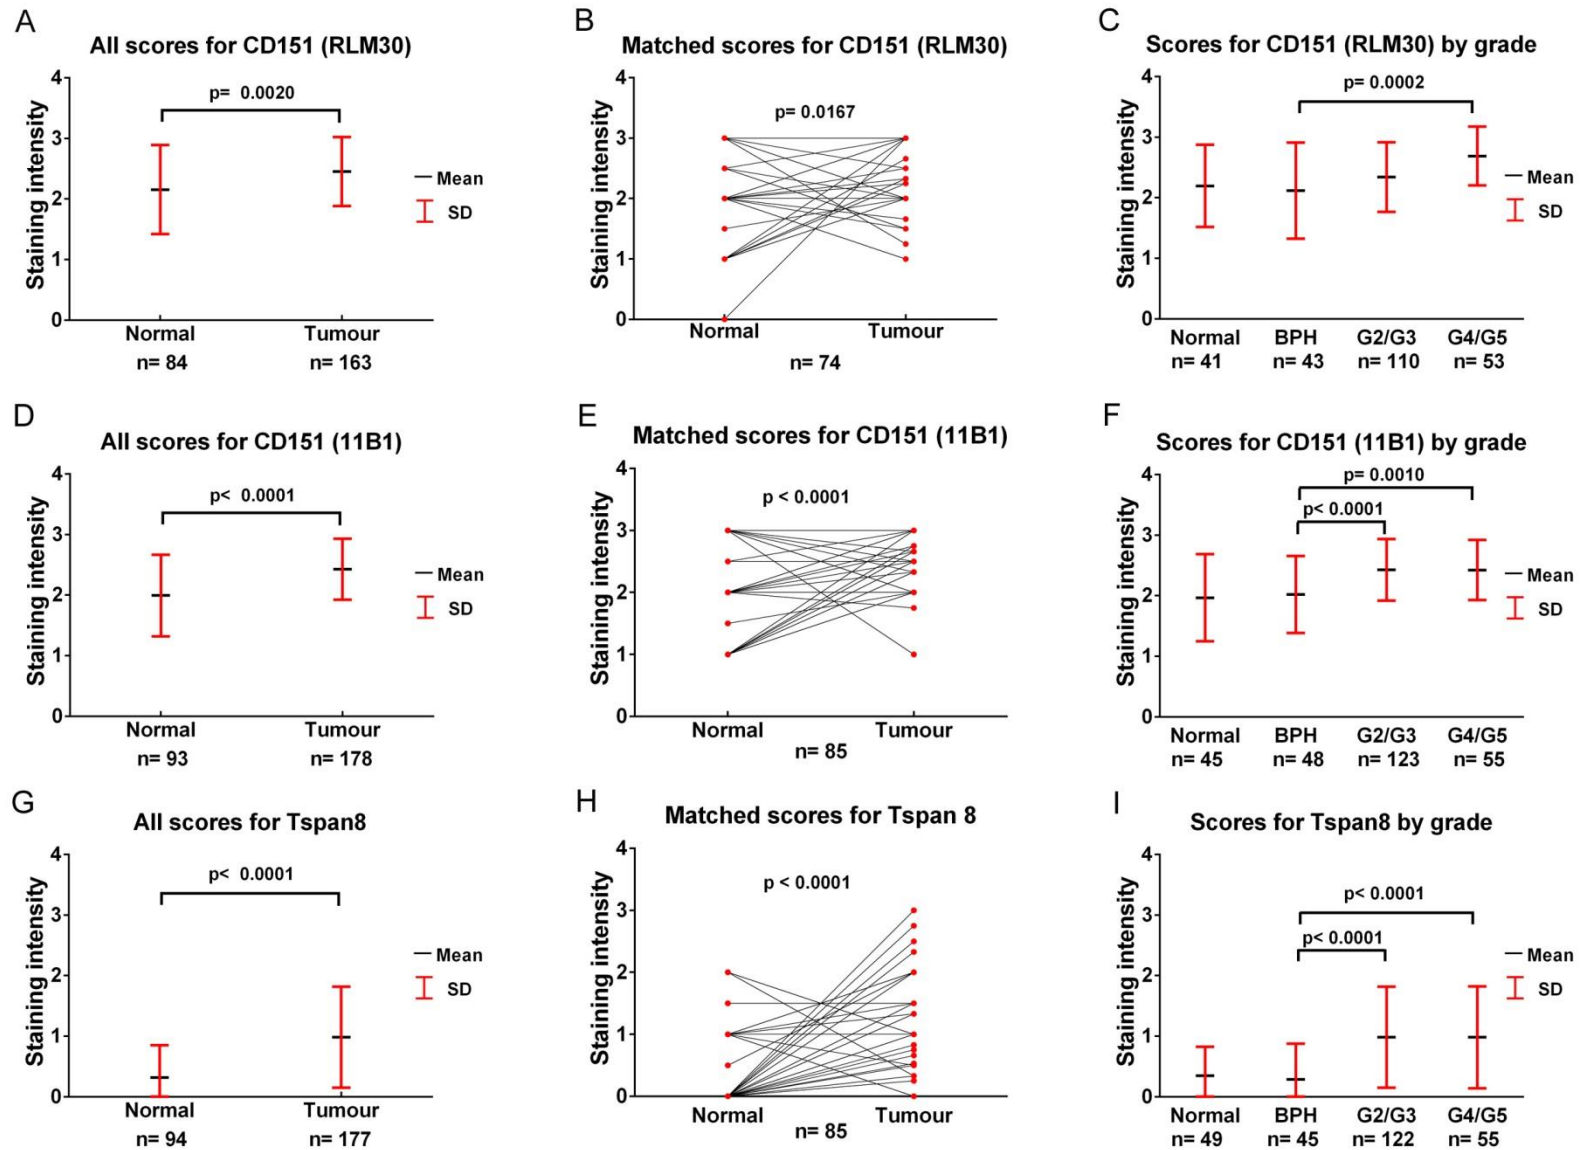 A
All scores for CD151 (RLM30)
Staining intensity
4
3
2
1
0
p= 0.0020
Mean
SD
Normal Tumour
n= 84 n= 163
B
Matched scores for CD151 (RLM30)
Staining intensity
4
3
2
1
0
p= 0.0167
Normal Tumour
n= 74
C
Scores for CD151 (RLM30) by grade
Staining intensity
4
3
2
1
0
p= 0.0002
Mean
SD
Normal BPH G2/G3 G4/G5
n= 41 n= 43 n= 110 n= 53
D
All scores for CD151 (11B1)
Staining intensity
4
3
2
1
0
p< 0.0001
Mean
SD
Normal Tumour
n= 93 n= 178
E
Matched scores for CD151 (11B1)
Staining intensity
4
3
2
1
0
p < 0.0001
Normal Tumour
n= 85
F
Scores for CD151 (11B1) by grade
Staining intensity
4
3
2
1
0
p= 0.0010
p< 0.0001
Mean
SD
Normal BPH G2/G3 G4/G5
n= 45 n= 48 n= 123 n= 55
G
All scores for Tspan8
Staining intensity
4
3
2
1
0
p< 0.0001
Mean
SD
Normal Tumour
n= 94 n= 177
H
Matched scores for Tspan 8
Staining intensity
4
3
2
1
0
p < 0.0001
Normal Tumour
n= 85
I
Scores for Tspan8 by grade
Staining intensity
4
3
2
1
0
p< 0.0001
p< 0.0001
Mean
SD
Normal BPH G2/G3 G4/G5
n= 49 n= 45 n= 122 n= 55